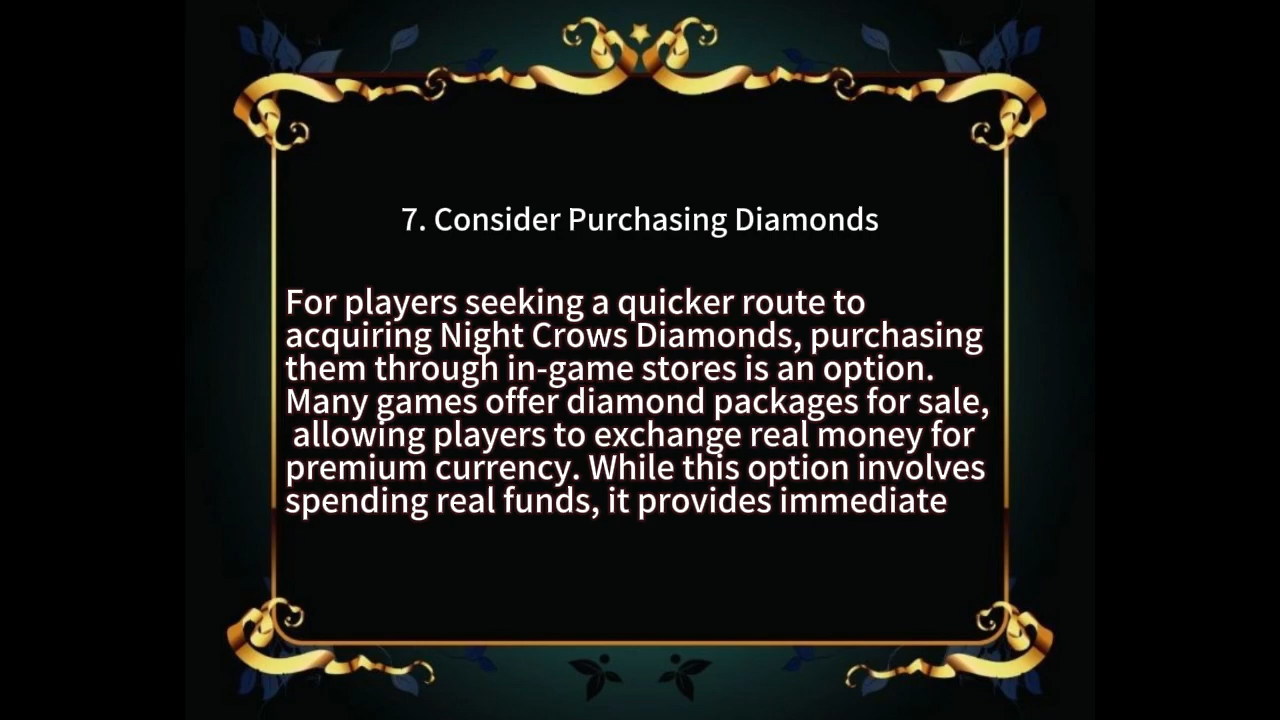 7. Consider Purchasing Diamonds
For players seeking a quicker route to
acquiring Night Crows Diamonds, purchasing
them through in-game stores is an option.
Many games offer diamond packages for sale,
allowing players to exchange real money for
premium currency. While this option involves
spending real funds, it provides immediate